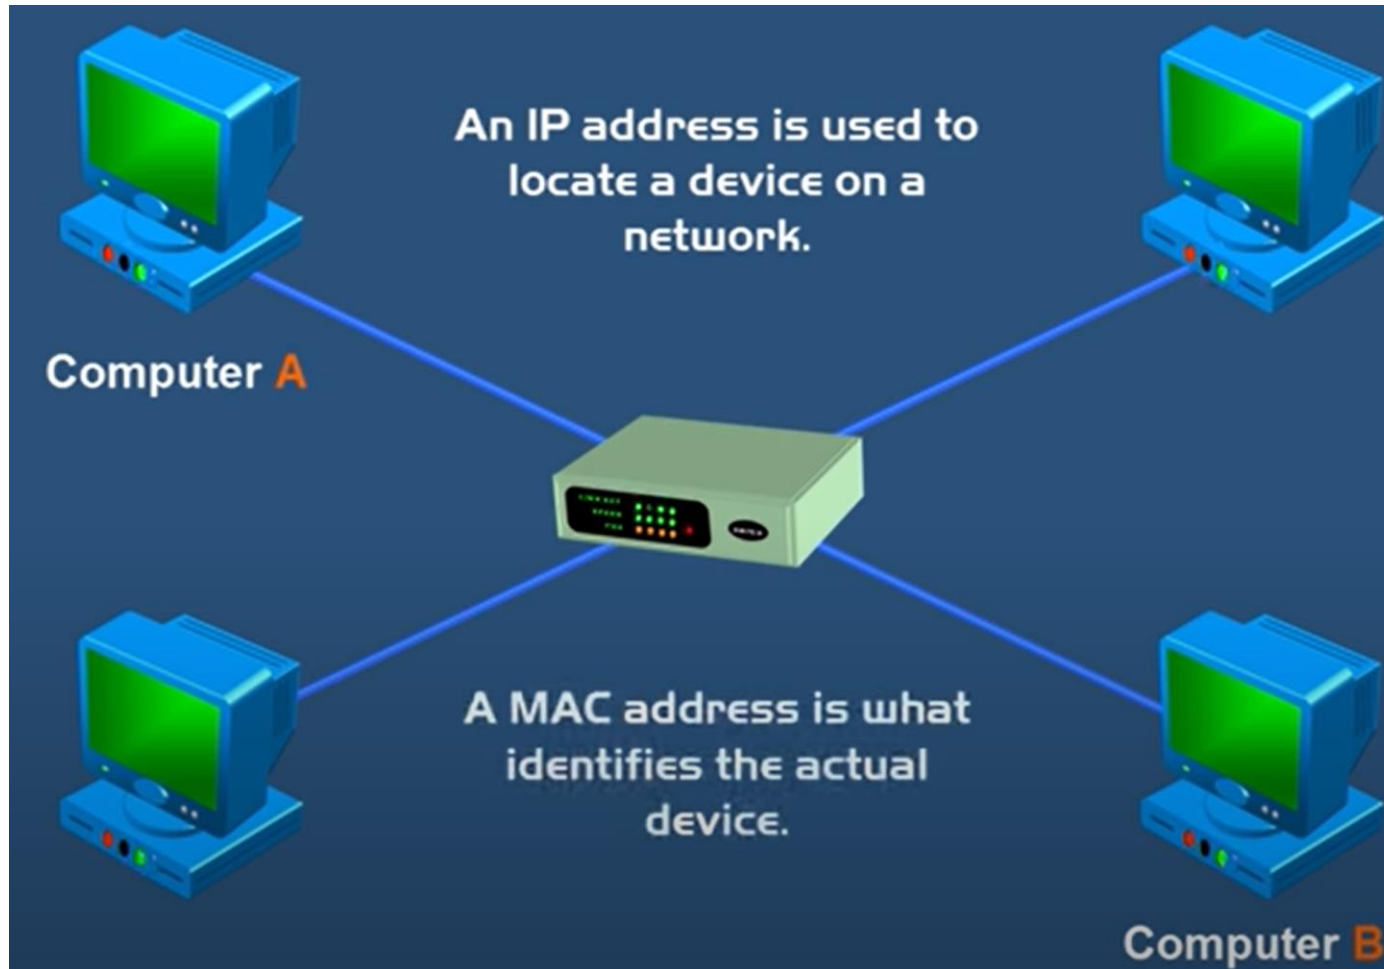 An IP address is used to
locate a device on a
network.
Computer A
SWITCH
A MAC address is what
identifies the actual
device.
Computer B